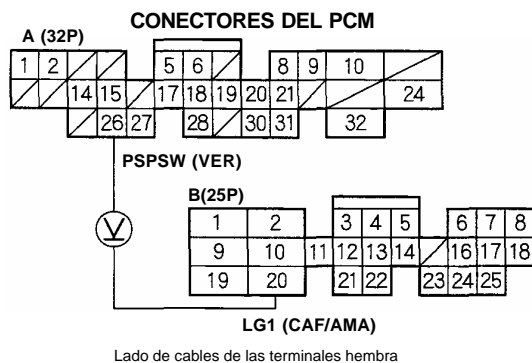 CONECTORES DEL PCM
A (32P)
1 2 5 6 8 9 10
14 15 17 18 19 20 21 24
26 27 28 30 31 32
PSPSW (VER)
V
B(25P)
1 2 3 4 5 6 7 8
9 10 11 12 13 14 16 17 18
19 20 21 22 23 24 25
LG1 (CAF/AMA)
Lado de cables de las terminales hembra